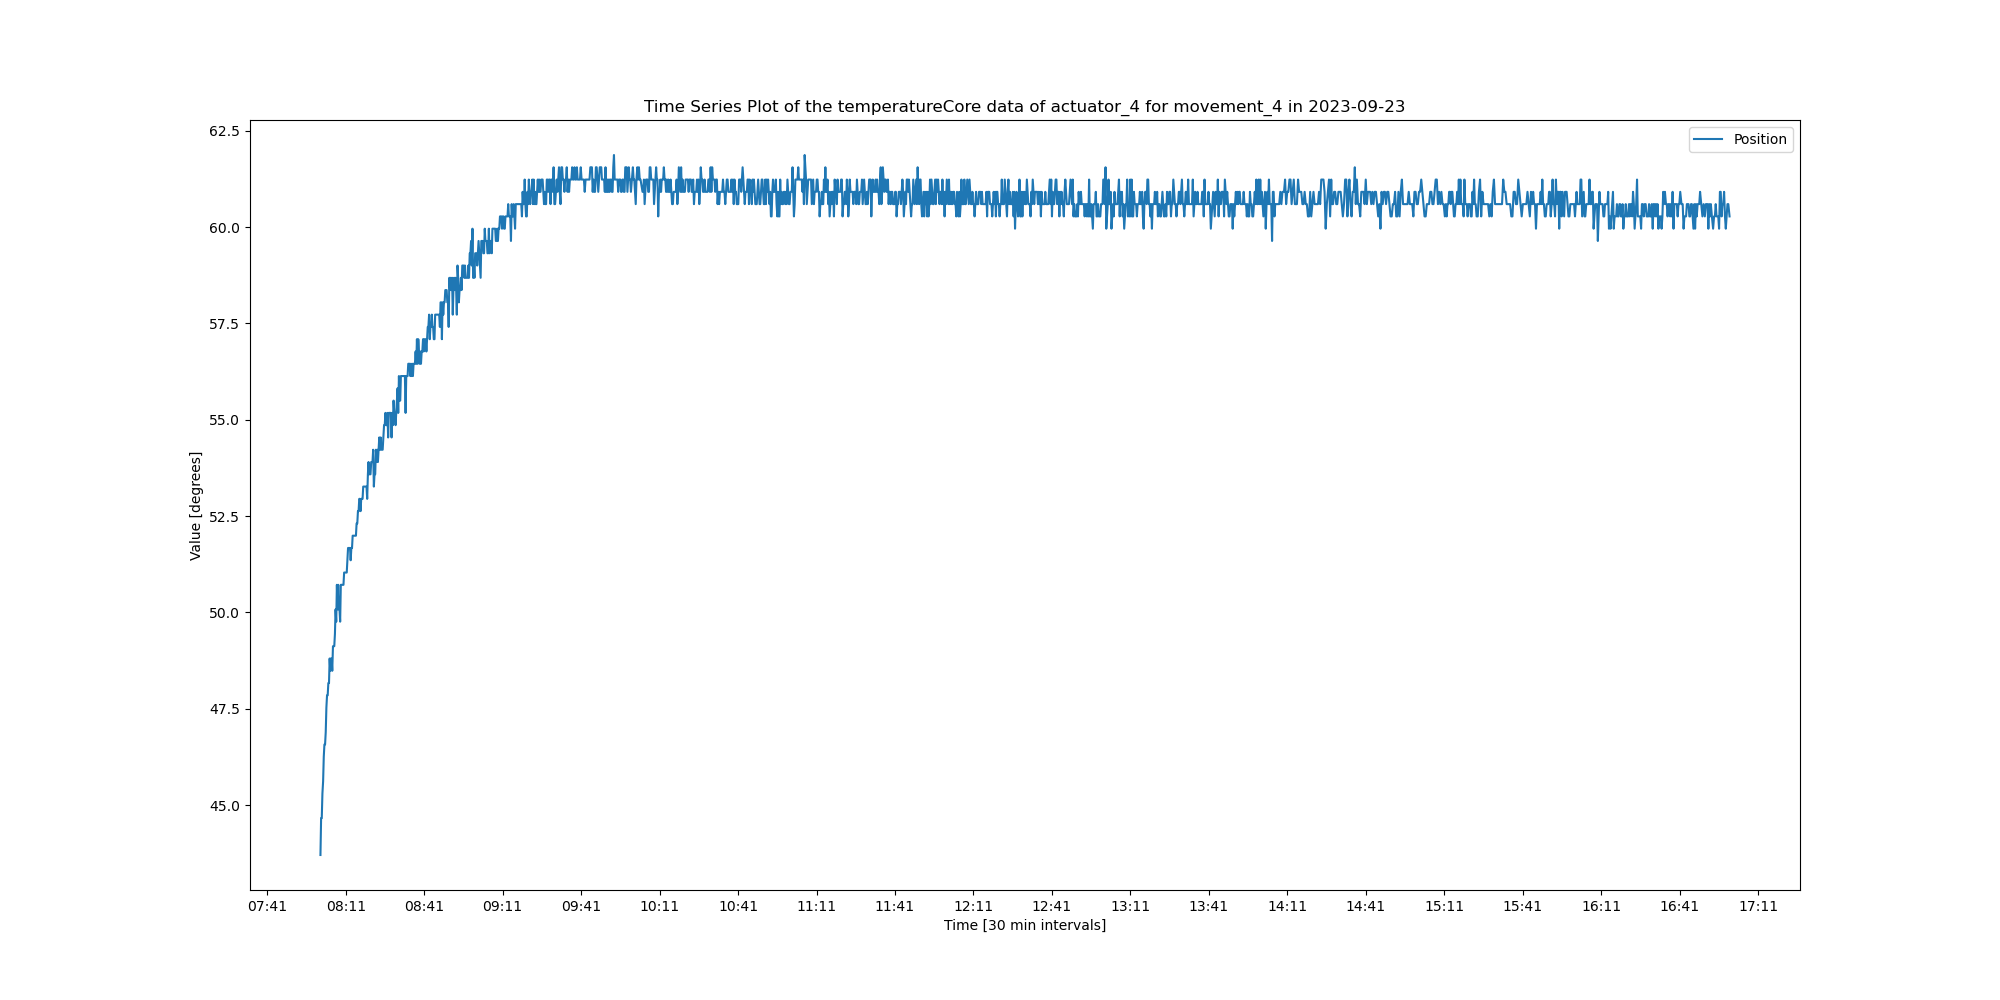 Time Series Plot of the temperatureCore data of actuator_4 for movement_4 in 2023-09-23
Position
62.5
60.0
57.5
55.0
52.5
50.0
47.5
45.0
Value [degrees]
07:41 08:11 08:41 09:11 09:41 10:11 10:41 11:11 11:41 12:11 12:41 13:11 13:41 14:11 14:41 15:11 15:41 16:11 16:41 17:11
Time [30 min intervals]